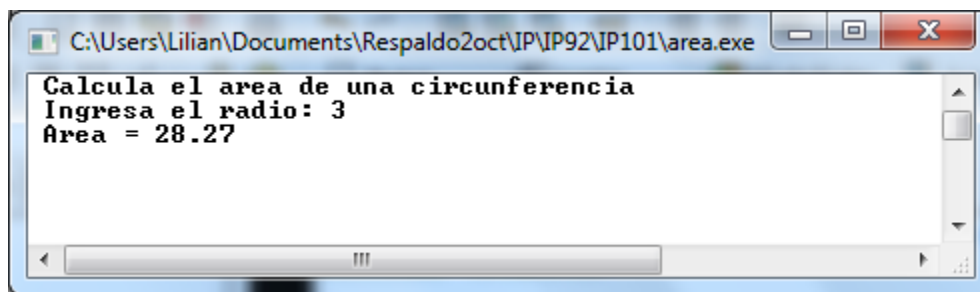 C:\Users\Lilian\Documents\Respaldo2oct\IP\IP92\IP101\area.exe
Calcula el area de una circunferencia
Ingresa el radio: 3
Area = 28.27